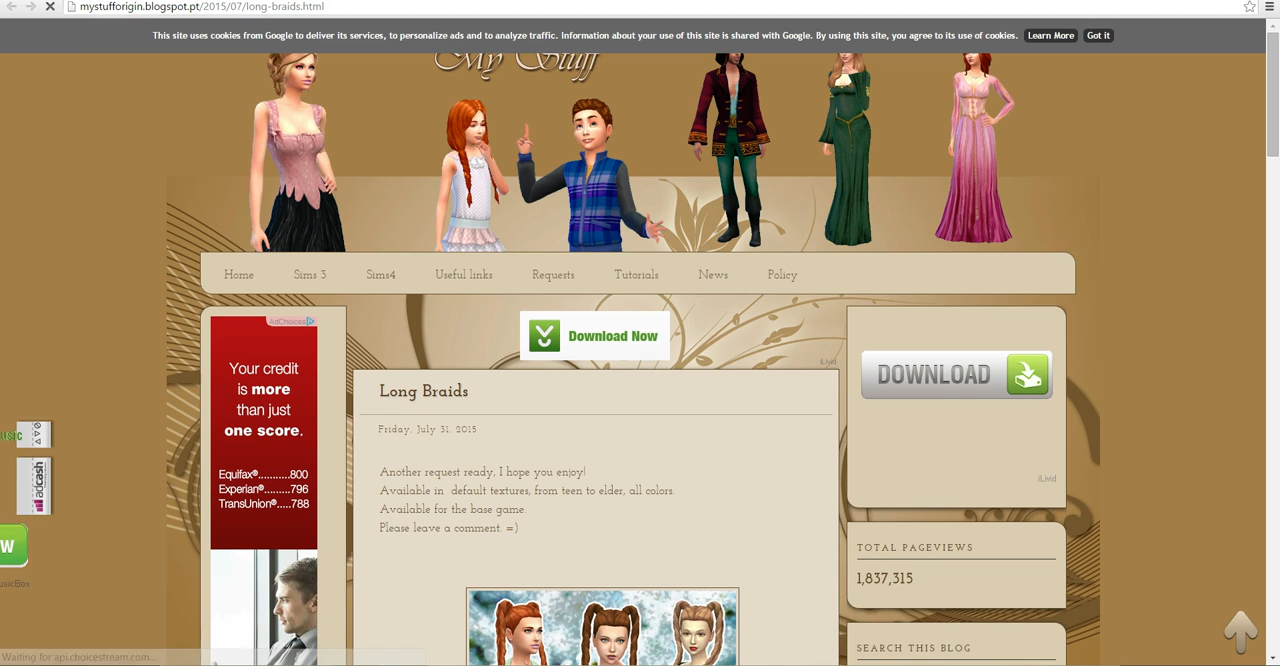 mystufforigin.blogspot.pt/2015/07/long-braids.html
This site uses cookies from Google to deliver its services, to personalize ads and to analyze traffic. Information about your use of this site is shared with Google. By using this site, you agree to its use of cookies. Learn More Got it
My Stuff
Home Sims 3 Sims4 Useful links Requests Tutorials News Policy
AdChoices
Your credit
is more
than just
one score.
Equifax®...........800
Experian®.........796
TransUnion®.....788
Download Now
iLivid
Long Braids
Friday, July 31, 2015
Another request ready, I hope you enjoy!
Available in default textures, from teen to elder, all colors.
Available for the base game.
Please leave a comment. =)
DOWNLOAD
iLivid
TOTAL PAGEVIEWS
1,837,315
SEARCH THIS BLOG
USIC
adcash
W
usicBox
Waiting for api.choicestream.com...